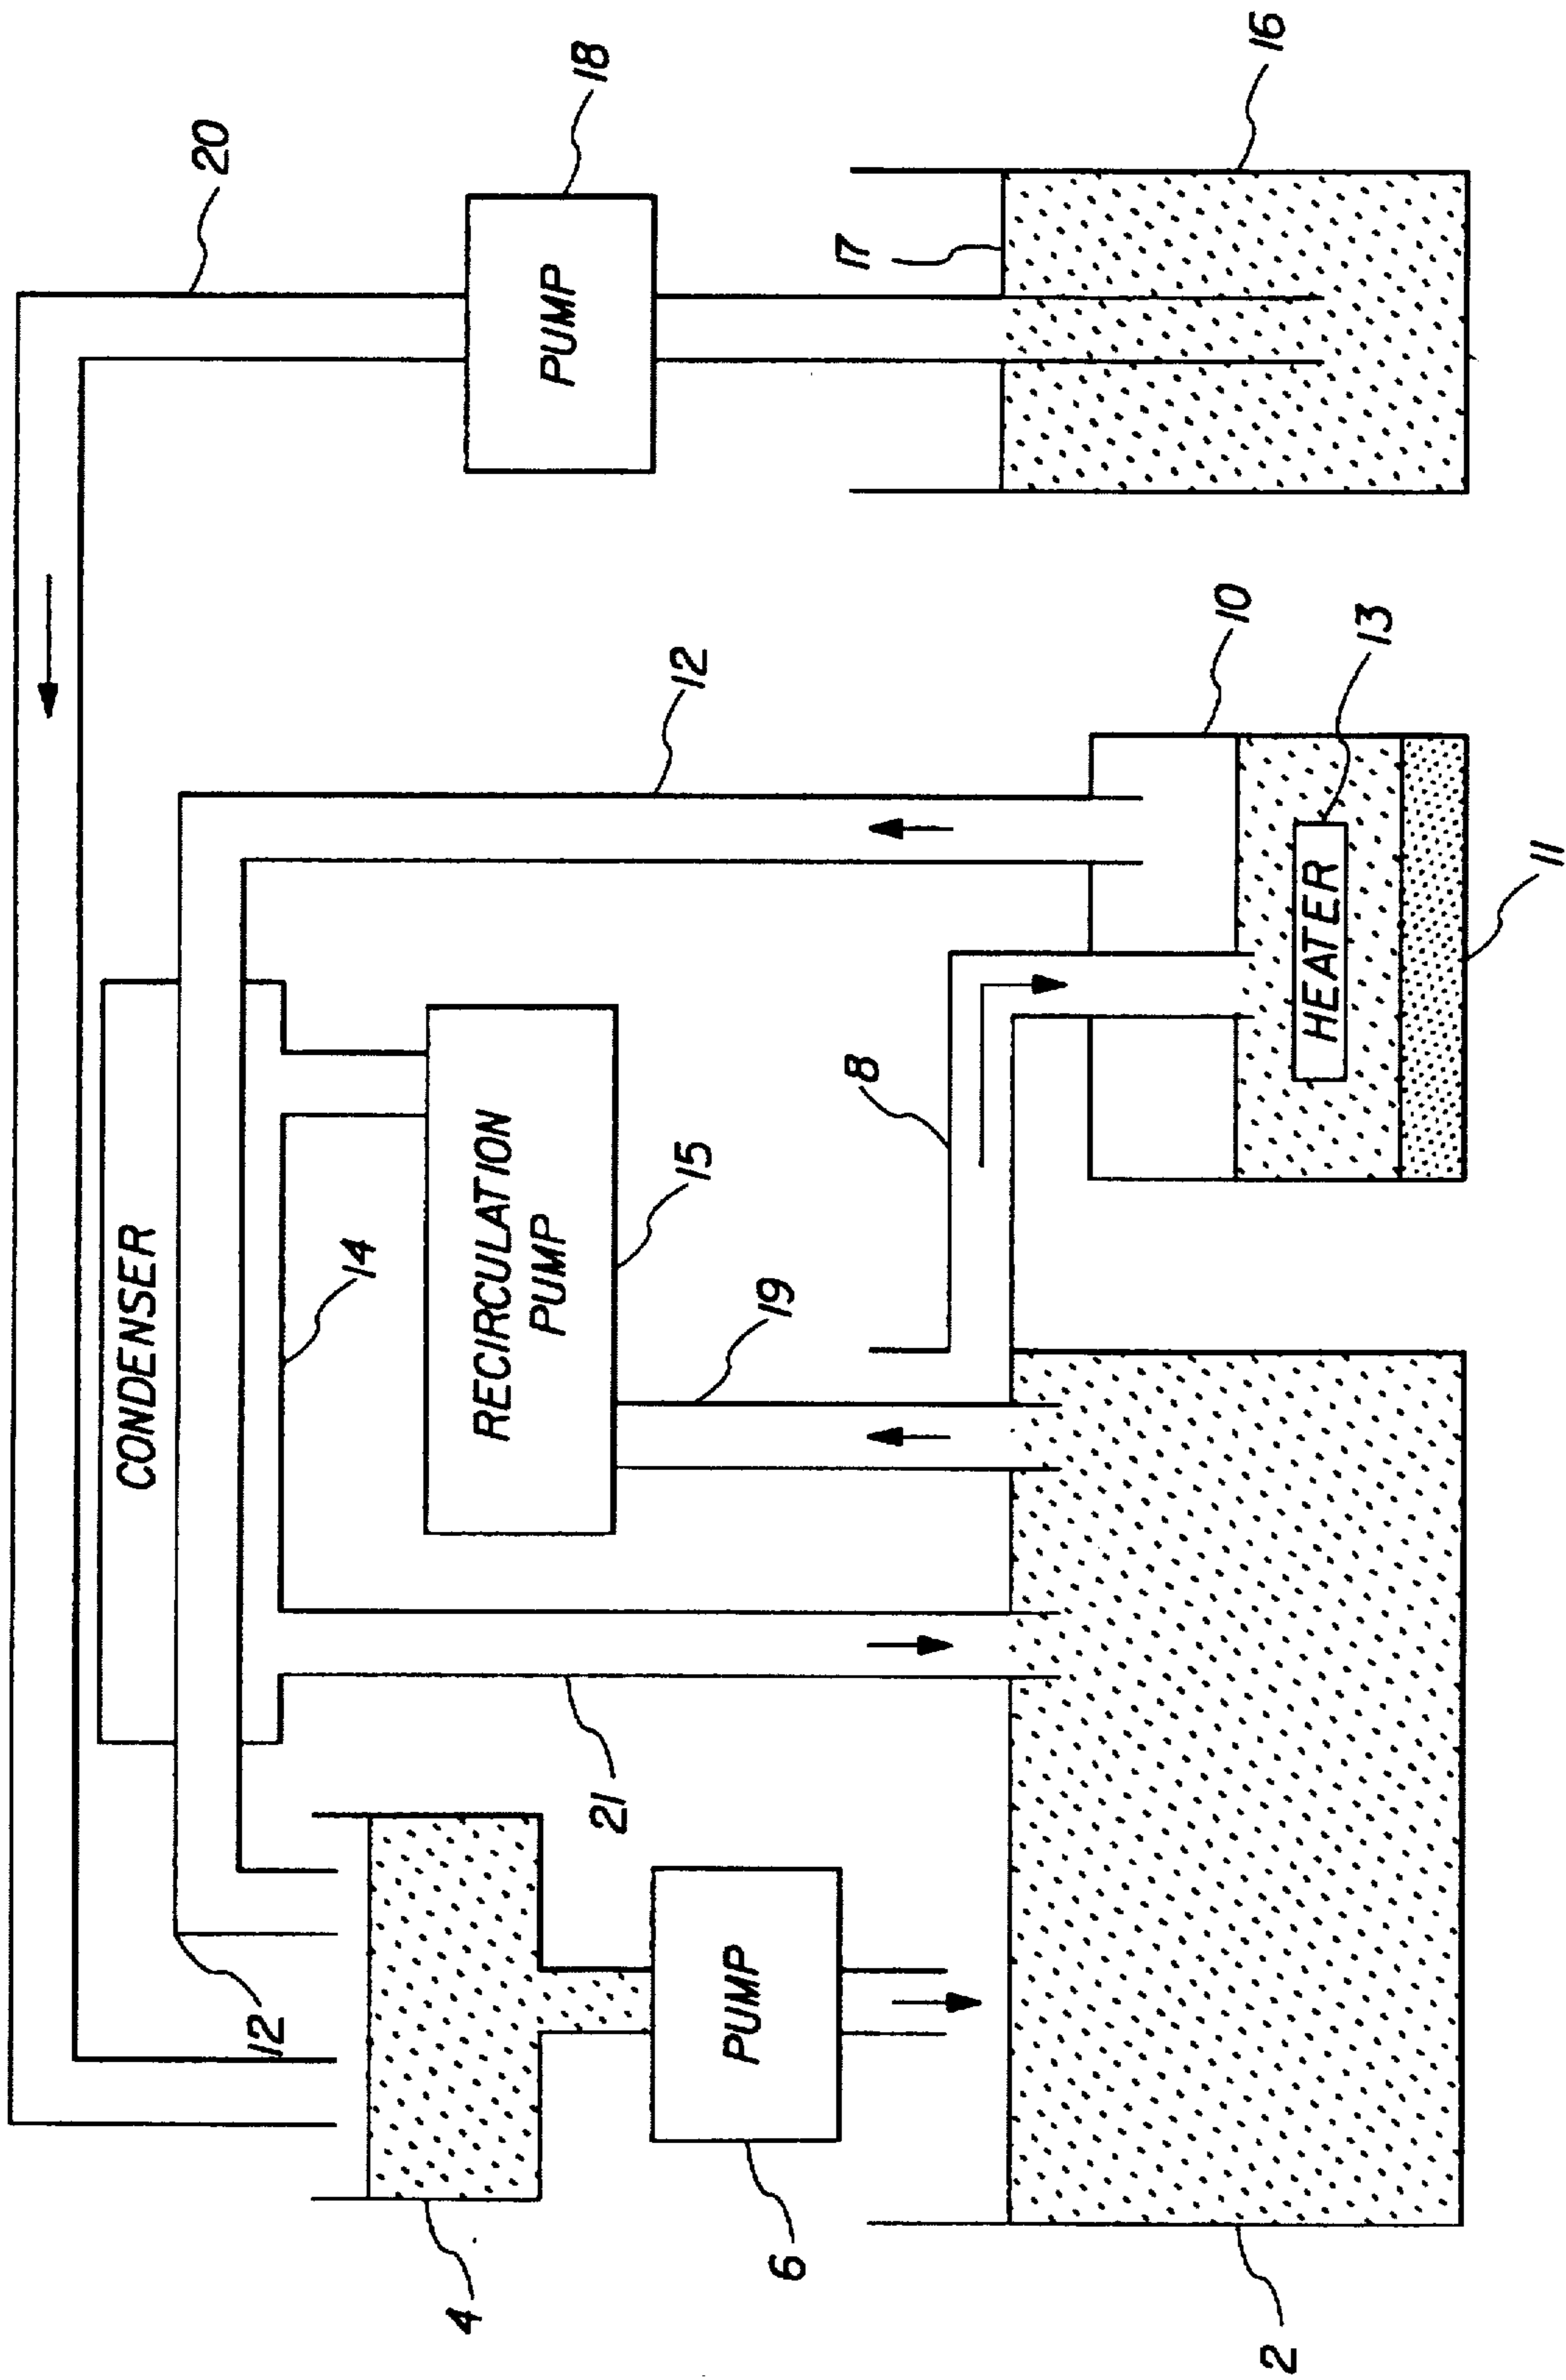 CONDENSER
20
12
14
4
RECIRCULATION
PUMP
PUMP
18
21
15
12
PUMP
6
19
8
17
10
2
16
HEATER
13
11